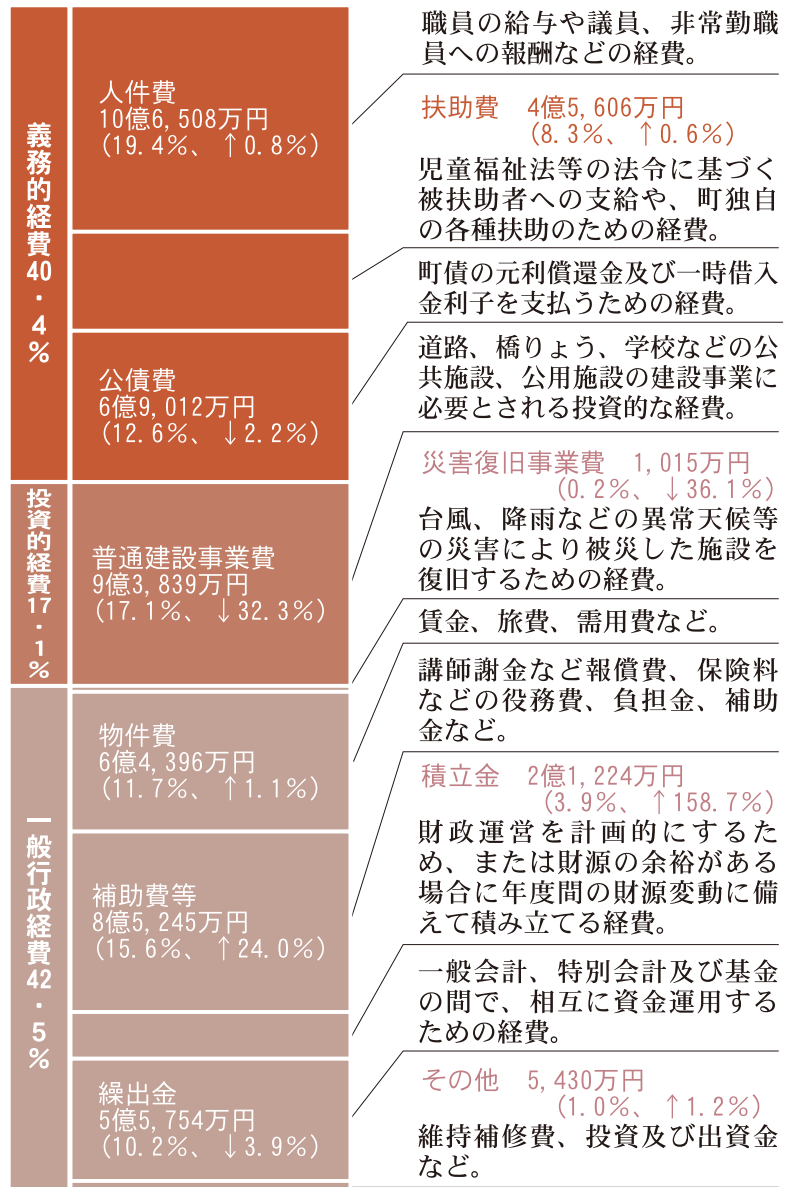 義務的経費40.4%
人件費
10億6,508万円
(19.4%、↑0.8%)
公債費
6億9,012万円
(12.6%、↓2.2%)
投資的経費17.1%
普通建設事業費
9億3,839万円
(17.1%、↓32.3%)
一般行政経費42.5%
物件費
6億4,396万円
(11.7%、↑1.1%)
補助費等
8億5,245万円
(15.6%、↑24.0%)
繰出金
5億5,754万円
(10.2%、↓3.9%)
職員の給与や議員、非常勤職
員への報酬などの経費。
扶助費 4億5,606万円
(8.3%、↑0.6%)
児童福祉法等の法令に基づく
被扶助者への支給や、町独自
の各種扶助のための経費。
町債の元利償還金及び一時借入
金利子を支払うための経費。
道路、橋りょう、学校などの公
共施設、公用施設の建設事業に
必要とされる投資的な経費。
災害復旧事業費 1,015万円
(0.2%、↓36.1%)
台風、降雨などの異常天候等
の災害により被災した施設を
復旧するための経費。
賃金、旅費、需用費など。
講師謝金など報償費、保険料
などの役務費、負担金、補助
金など。
積立金 2億1,224万円
(3.9%、↑158.7%)
財政運営を計画的にするた
め、または財源の余裕がある
場合に年度間の財源変動に備
えて積み立てる経費。
一般会計、特別会計及び基金
の間で、相互に資金運用する
ための経費。
その他 5,430万円
(1.0%、↑1.2%)
維持補修費、投資及び出資金
など。